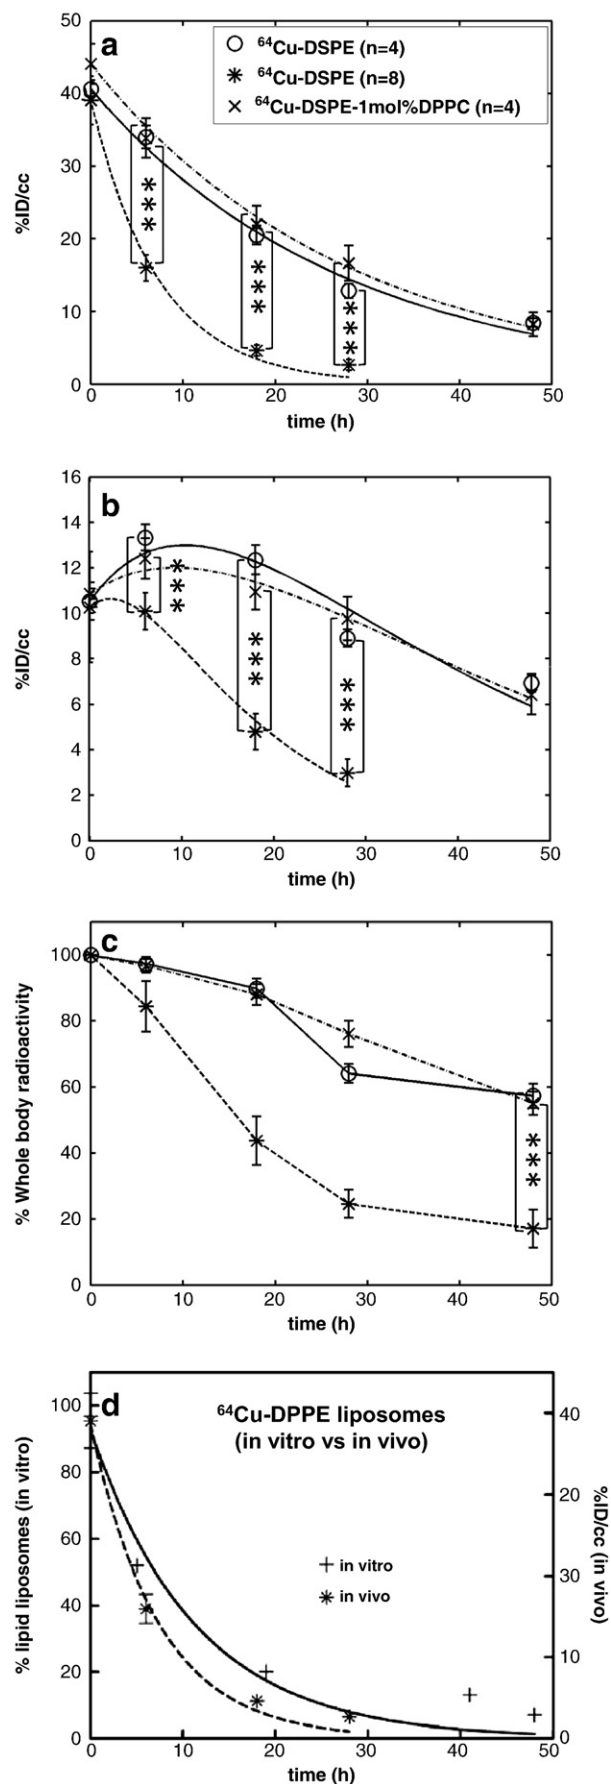 a
○ ⁶⁴Cu-DSPE (n=4)
✳ ⁶⁴Cu-DSPE (n=8)
× ⁶⁴Cu-DSPE-1mol%DPPC (n=4)
%ID/cc
50
40
30
20
10
0
***
***
***
0 10 20 30 40 50
time (h)
b
%ID/cc
16
14
12
10
8
6
4
2
0
***
***
***
0 10 20 30 40 50
time (h)
c
% Whole body radioactivity
100
80
60
40
20
0
***
0 10 20 30 40 50
time (h)
d
⁶⁴Cu-DPPE liposomes
(in vitro vs in vivo)
% lipid liposomes (in vitro)
100
80
60
40
20
0
+ in vitro
✳ in vivo
40
20
30
10
0
%ID/cc (in vivo)
0 10 20 30 40 50
time (h)